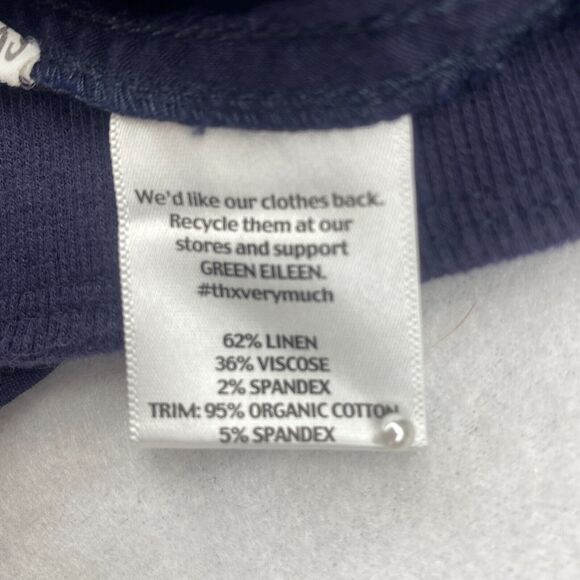 We'd like our clothes back.
Recycle them at our
stores and support
GREEN EILEEN.
#thxverymuch
62% LINEN
36% VISCOSE
2% SPANDEX
TRIM: 95% ORGANIC COTTON
5% SPANDEX